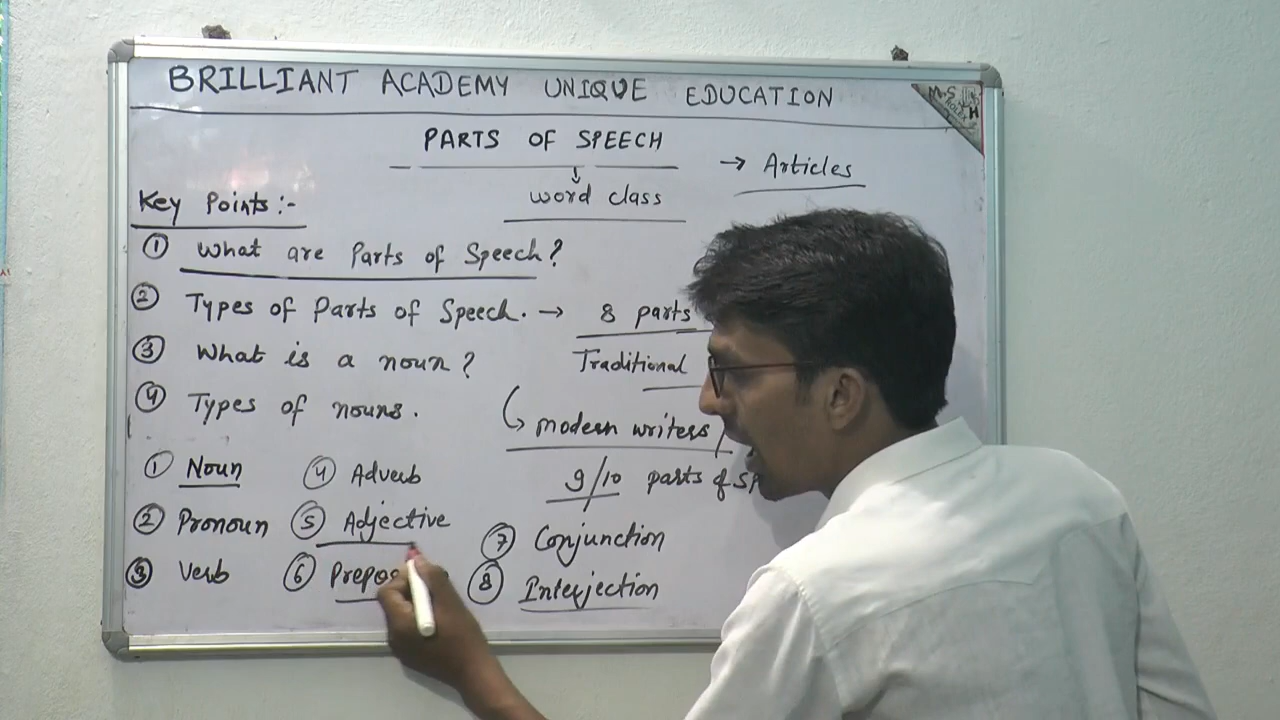 BRILLIANT ACADEMY UNIQUE EDUCATION
M.S
H
PARTS OF SPEECH
→ Articles
↓
word class
Key Points:-
① What are Parts of Speech?
② Types of Parts of Speech. → 8 parts
③ What is a noun?
Traditional
④ Types of nouns.
modern writers
9/10 parts of
① Noun
④ Adverb
② Pronoun
⑤ Adjective
⑦ Conjunction
③ Verb
⑥
⑧ Interjection